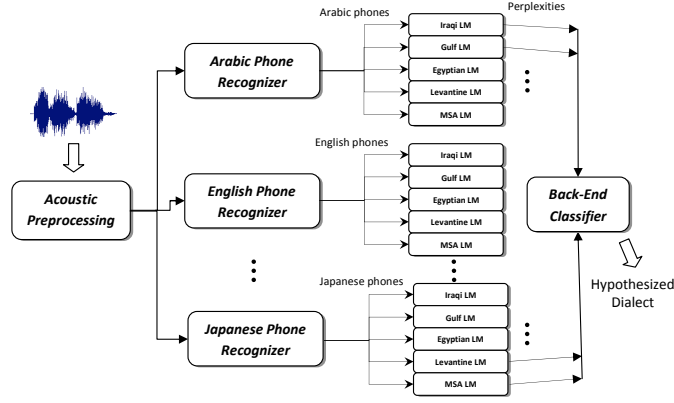 Arabic phones
Perplexities
Iraqi LM
Gulf LM
Egyptian LM
Levantine LM
MSA LM
Arabic Phone
Recognizer
English phones
Iraqi LM
Gulf LM
Egyptian LM
Levantine LM
MSA LM
Acoustic
Preprocessing
English Phone
Recognizer
Back-End
Classifier
Japanese phones
Iraqi LM
Gulf LM
Egyptian LM
Levantine LM
MSA LM
Japanese Phone
Recognizer
Hypothesized
Dialect